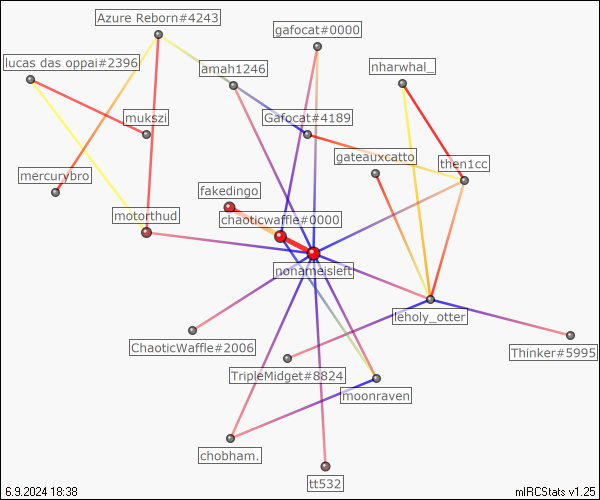 Azure Reborn#4243
gafocat#0000
lucas das oppai#2396
amah1246
nharwhal_
mukszi
Gafocat#4189
gateauxcatto
then1cc
mercurybro
fakedingo
motorthud
chaoticwaffle#0000
nonameisleft
leholy_otter
ChaoticWaffle#2006
Thinker#5995
TripleMidget#8824
moonraven
chobham.
tt532
6.9.2024 18:38
mIRCStats v1.25